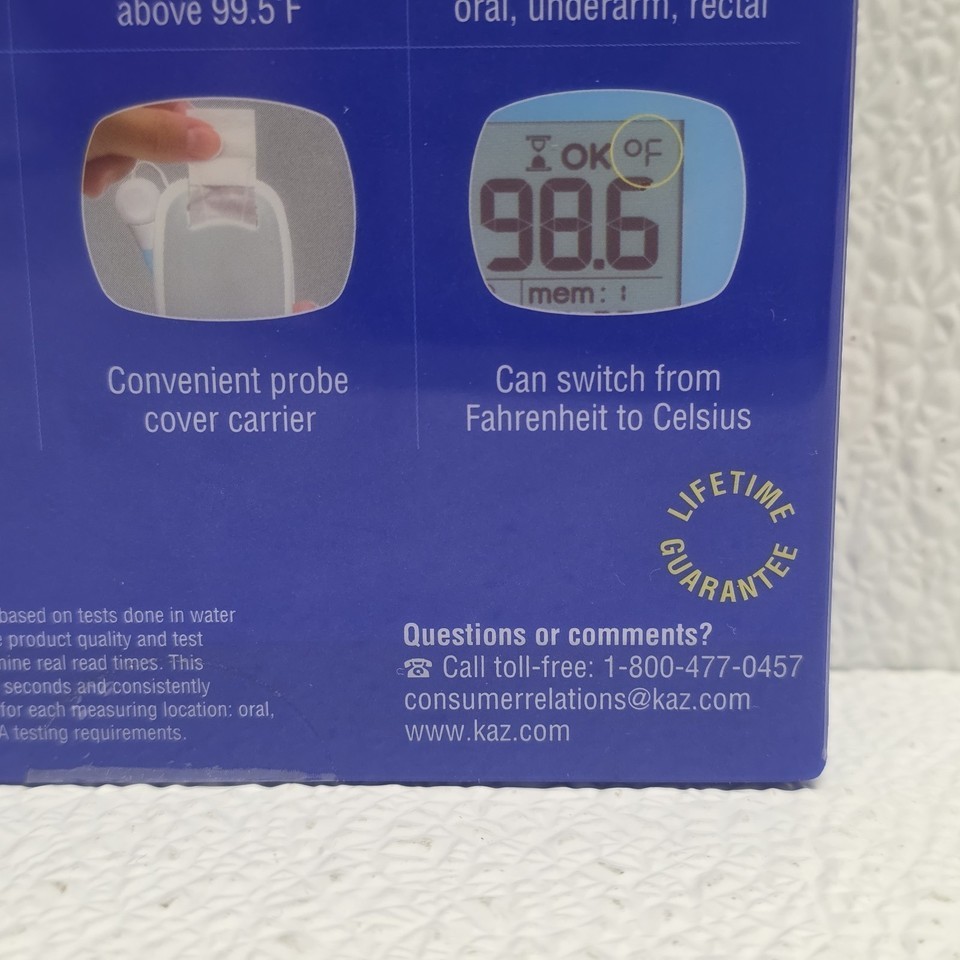 above 99.5°F
oral, underarm, rectal
OK °F
98.6
mem: 1
Convenient probe
cover carrier
Can switch from
Fahrenheit to Celsius
LIFETIME
GUARANTEE
based on tests done in water
product quality and test
real read times. This
seconds and consistently
for each measuring location: oral,
A testing requirements.
Questions or comments?
☎ Call toll-free: 1-800-477-0457
consumerrelations@kaz.com
www.kaz.com